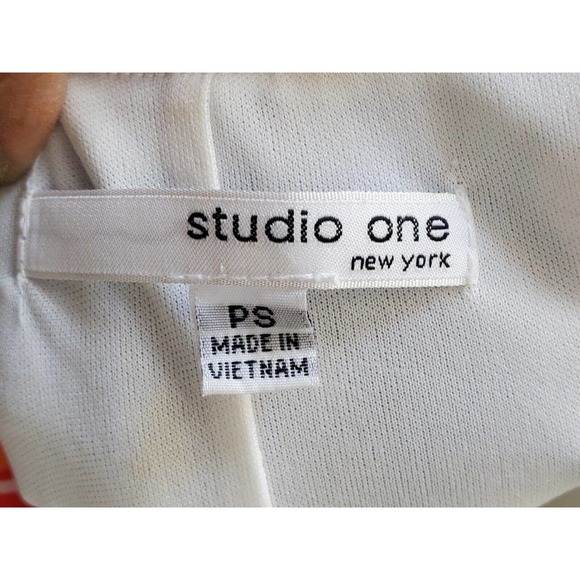 studio one
new york
PS
MADE IN
VIETNAM